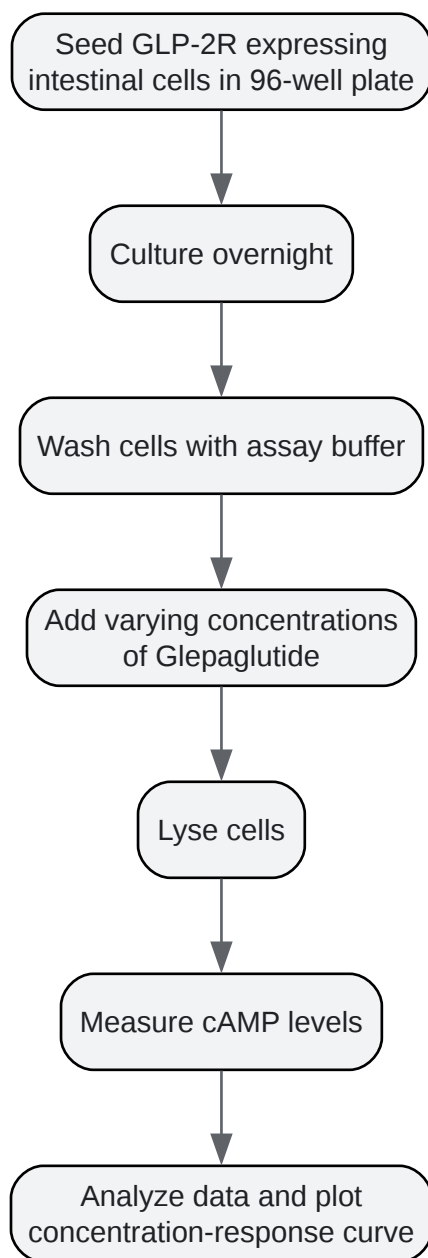 Seed GLP-2R expressing
intestinal cells in 96-well plate
Culture overnight
Wash cells with assay buffer
Add varying concentrations
of Glepaglutide
Lyse cells
Measure cAMP levels
Analyze data and plot
concentration-response curve